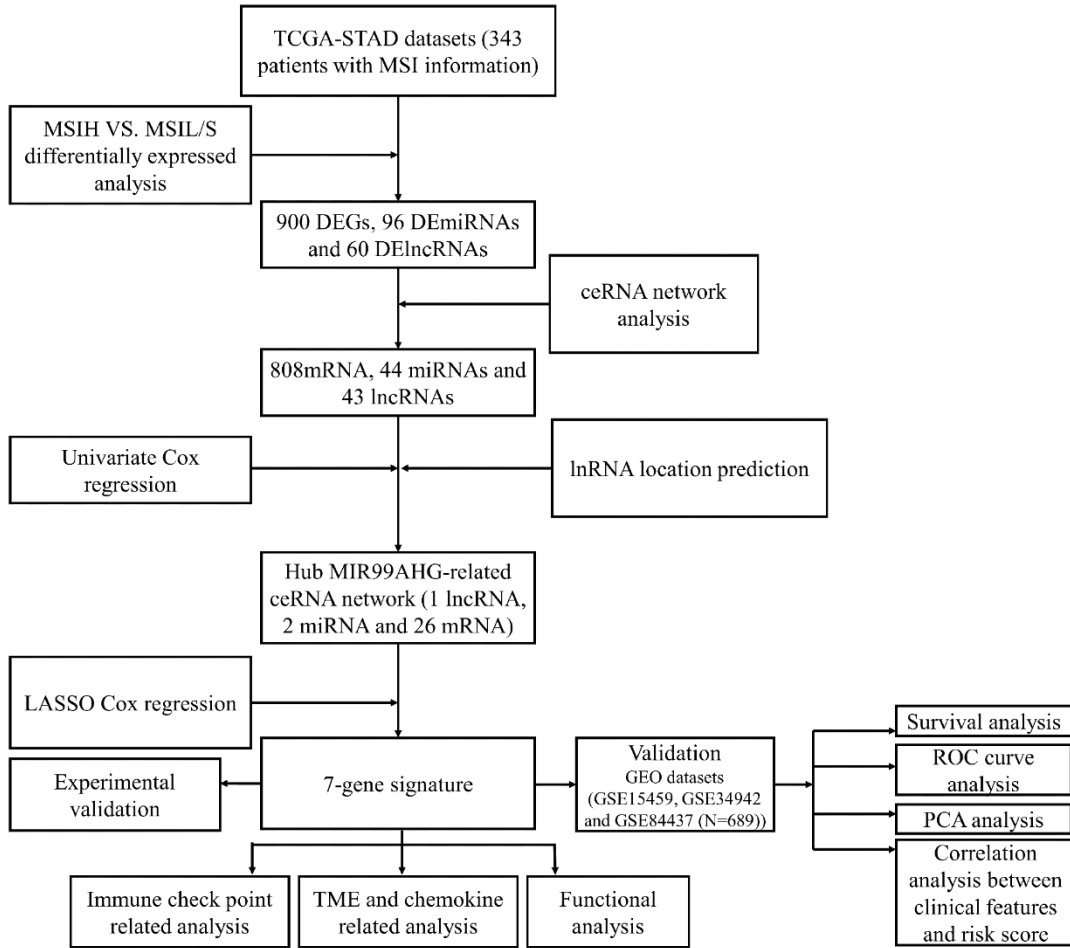 TCGA-STAD datasets (343
patients with MSI information)
MSIH VS. MSIL/S
differentially expressed
analysis
900 DEGs, 96 DEmiRNAs
and 60 DElncRNAs
ceRNA network
analysis
808mRNA, 44 miRNAs and
43 lncRNAs
Univariate Cox
regression
lnRNA location prediction
Hub MIR99AHG-related
ceRNA network (1 lncRNA,
2 miRNA and 26 mRNA)
LASSO Cox regression
7-gene signature
Experimental
validation
Validation
GEO datasets
(GSE15459, GSE34942
and GSE84437 (N=689))
Survival analysis
ROC curve
analysis
PCA analysis
Correlation
analysis between
clinical features
and risk score
Immune check point
related analysis
TME and chemokine
related analysis
Functional
analysis